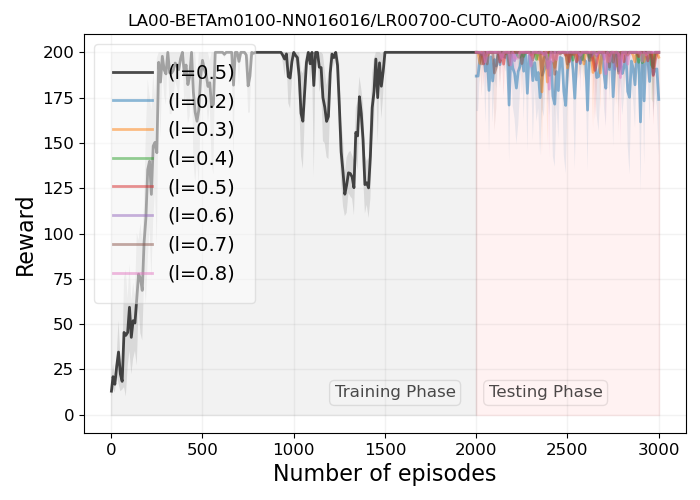 LA00-BETAm0100-NN016016/LR00700-CUT0-Ao00-Ai00/RS02
200
175
150
125
100
75
50
25
0
Reward
(l=0.5)
(l=0.2)
(l=0.3)
(l=0.4)
(l=0.5)
(l=0.6)
(l=0.7)
(l=0.8)
Training Phase
Testing Phase
0
500
1000
1500
2000
2500
3000
Number of episodes